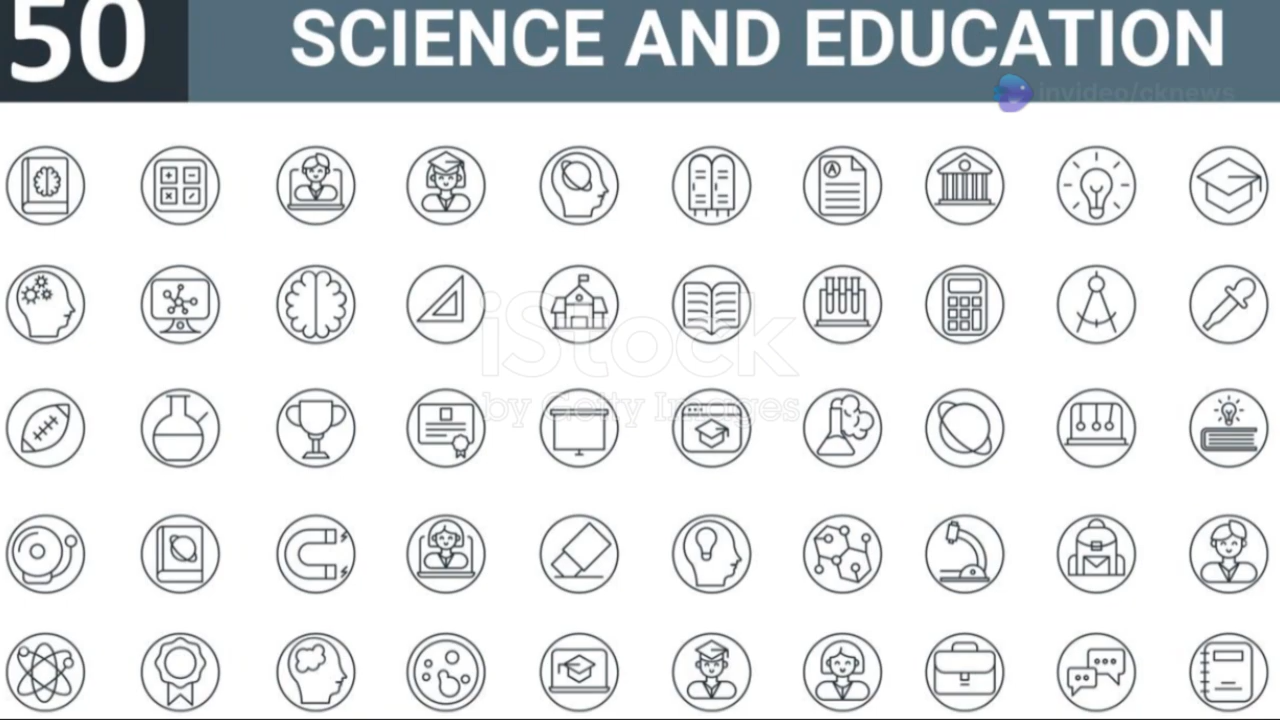 50 SCIENCE AND EDUCATION
invideo/cknews
A
iStock
by Getty Images